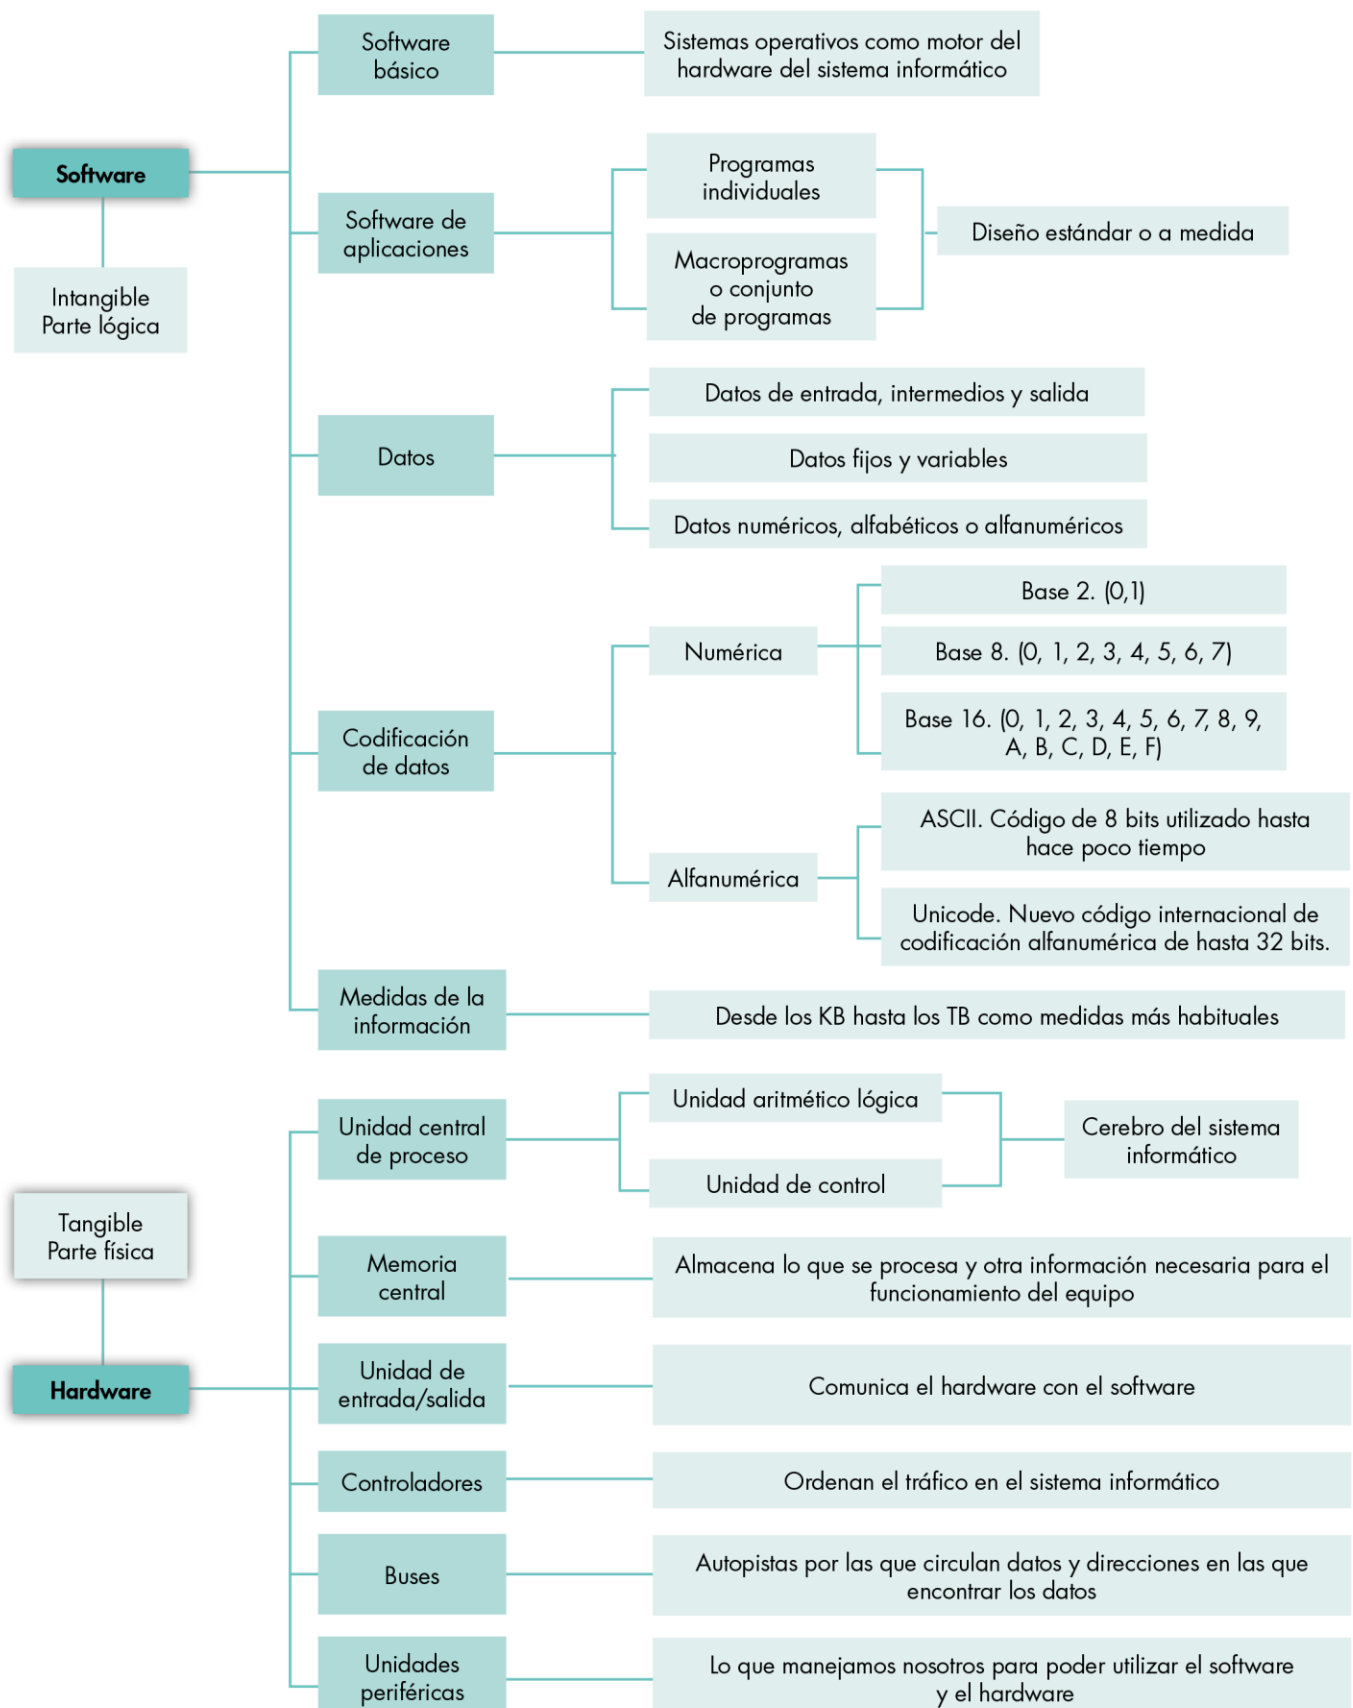 Software
Intangible
Parte lógica
Software
básico
Sistemas operativos como motor del
hardware del sistema informático
Software de
aplicaciones
Programas
individuales
Macroprogramas
o conjunto
de programas
Diseño estándar o a medida
Datos
Datos de entrada, intermedios y salida
Datos fijos y variables
Datos numéricos, alfabéticos o alfanuméricos
Codificación
de datos
Numérica
Base 2. (0,1)
Base 8. (0, 1, 2, 3, 4, 5, 6, 7)
Base 16. (0, 1, 2, 3, 4, 5, 6, 7, 8, 9,
A, B, C, D, E, F)
Alfanumérica
ASCII. Código de 8 bits utilizado hasta
hace poco tiempo
Unicode. Nuevo código internacional de
codificación alfanumérica de hasta 32 bits.
Medidas de la
información
Desde los KB hasta los TB como medidas más habituales
Tangible
Parte física
Hardware
Unidad central
de proceso
Unidad aritmético lógica
Unidad de control
Cerebro del sistema
informático
Memoria
central
Almacena lo que se procesa y otra información necesaria para el
funcionamiento del equipo
Unidad de
entrada/salida
Comunica el hardware con el software
Controladores
Ordenan el tráfico en el sistema informático
Buses
Autopistas por las que circulan datos y direcciones en las que
encontrar los datos
Unidades
periféricas
Lo que manejamos nosotros para poder utilizar el software
y el hardware